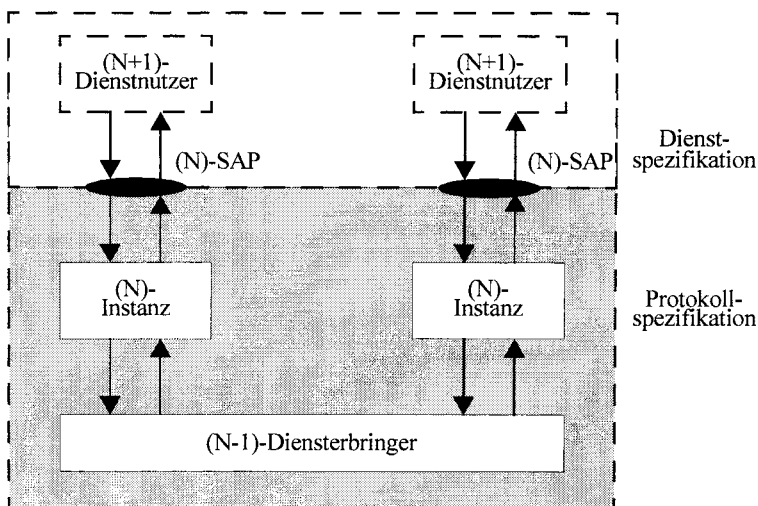 (N+1)-
Dienstnutzer
(N+1)-
Dienstnutzer
(N)-SAP
(N)-SAP
Dienst-
spezifikation
(N)-
Instanz
(N)-
Instanz
Protokoll-
spezifikation
(N-1)-Diensterbringer